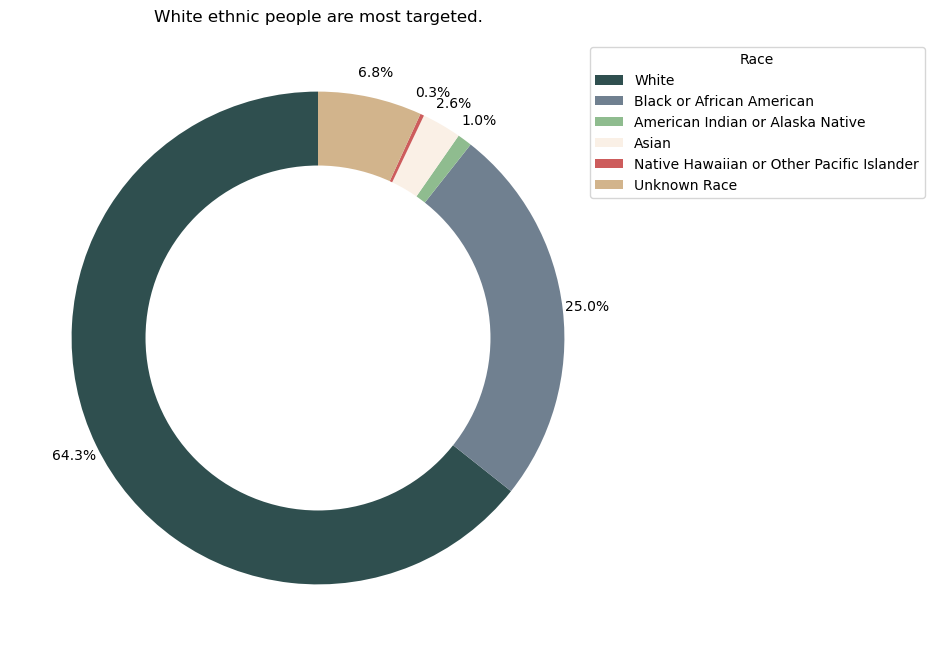 White ethnic people are most targeted.
6.8%
0.3%
2.6%
1.0%
25.0%
64.3%
Race
White
Black or African American
American Indian or Alaska Native
Asian
Native Hawaiian or Other Pacific Islander
Unknown Race